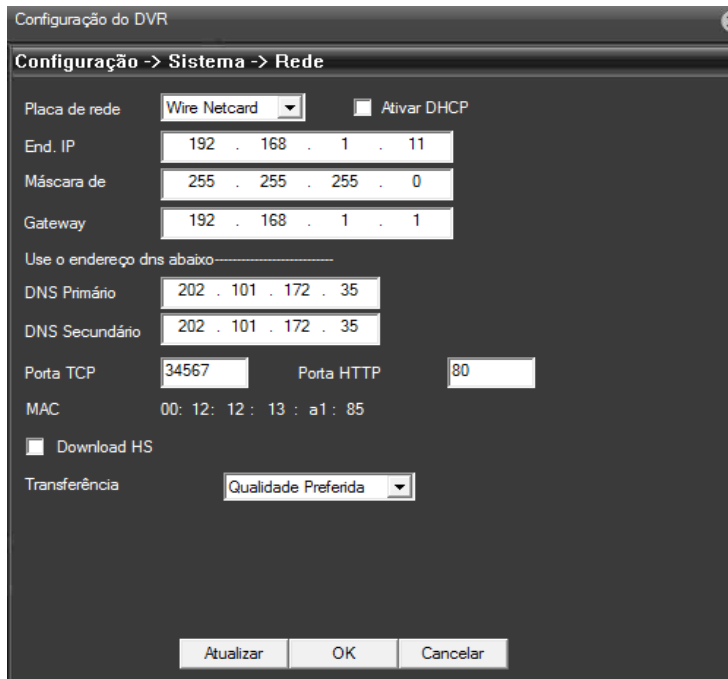 Configuração do DVR
Configuração -> Sistema -> Rede
Placa de rede Wire Netcard Ativar DHCP
End. IP 192 . 168 . 1 . 11
Máscara de 255 . 255 . 255 . 0
Gateway 192 . 168 . 1 . 1
Use o endereço dns abaixo---------------------------
DNS Primário 202 . 101 . 172 . 35
DNS Secundário 202 . 101 . 172 . 35
Porta TCP 34567 Porta HTTP 80
MAC 00: 12: 12 : 13 : a1 : 85
Download HS
Transferência Qualidade Preferida
Atualizar OK Cancelar